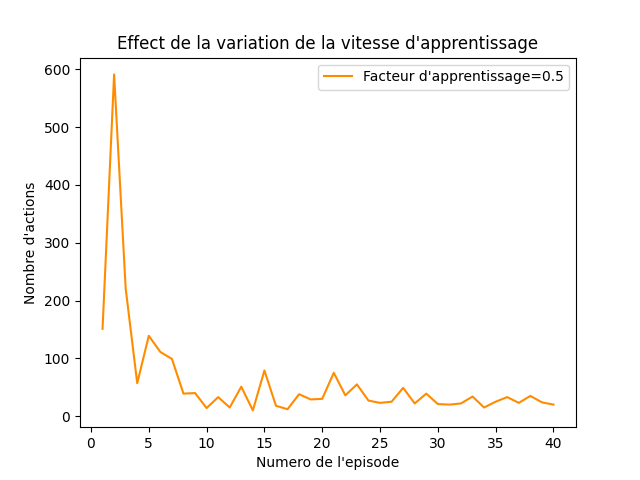 Effect de la variation de la vitesse d'apprentissage
Facteur d'apprentissage=0.5
Nombre d'actions
600
500
400
300
200
100
0
0 5 10 15 20 25 30 35 40
Numero de l'episode